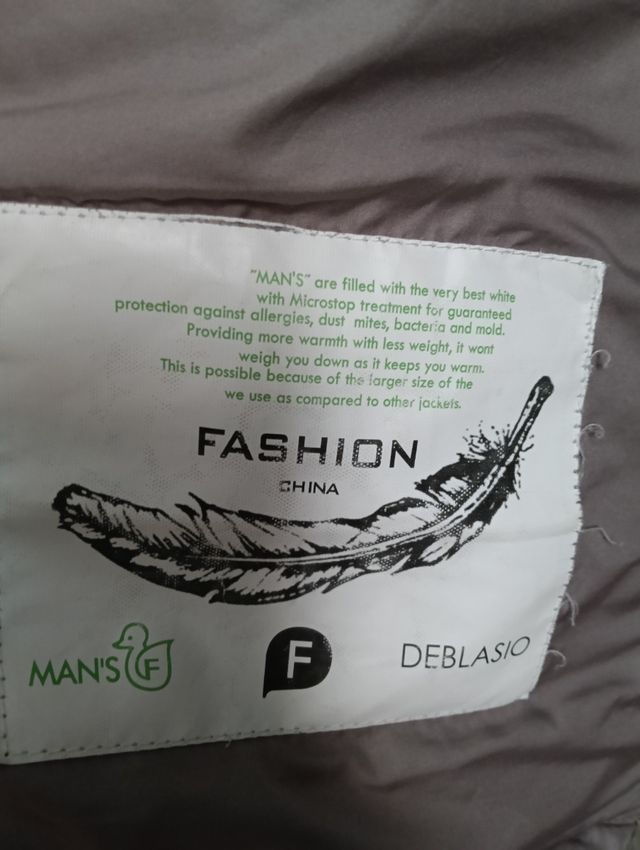 "MAN'S" are filled with the very best white
with Microstop treatment for guaranteed
protection against allergies, dust mites, bacteria and mold.
Providing more warmth with less weight, it wont
weigh you down as it keeps you warm.
This is possible because of the larger size of the
we use as compared to other jackets.
FASHION
CHINA
MAN'S F
F
DEBLASIO